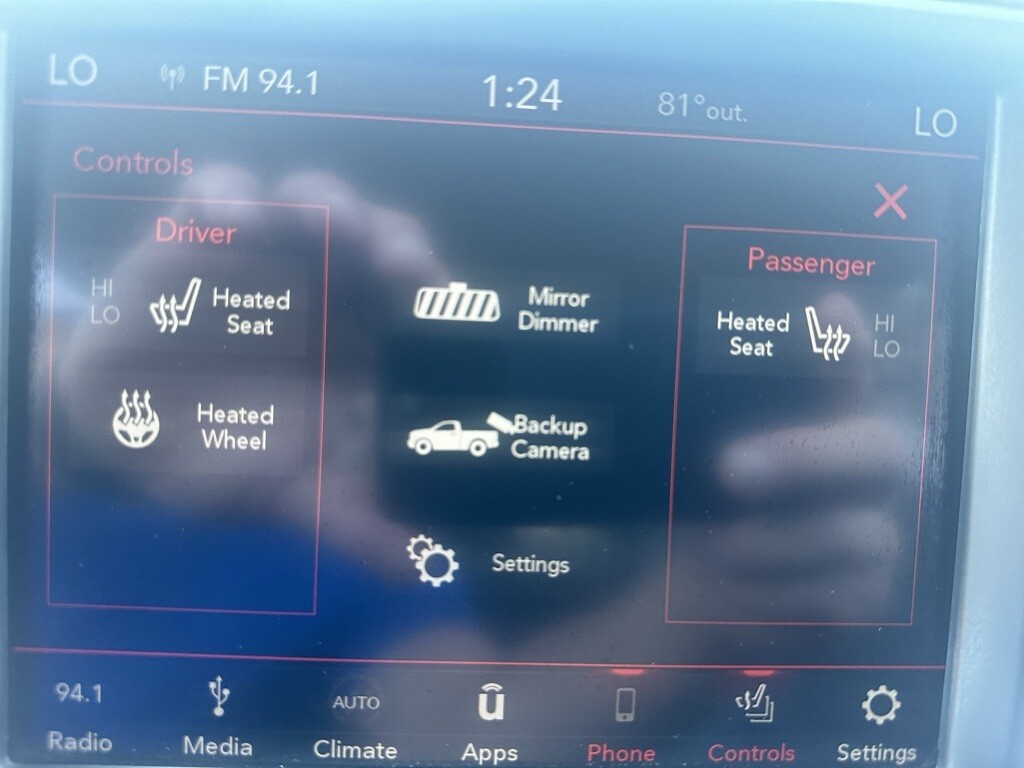 LO FM 94.1 1:24 81°out. LO
Controls
Driver
HI
LO
Heated
Seat
Heated
Wheel
Mirror
Dimmer
Backup
Camera
Settings
Passenger
Heated
Seat
HI
LO
94.1
Radio
Media
AUTO
Climate
ū
Apps
Phone
Controls
Settings